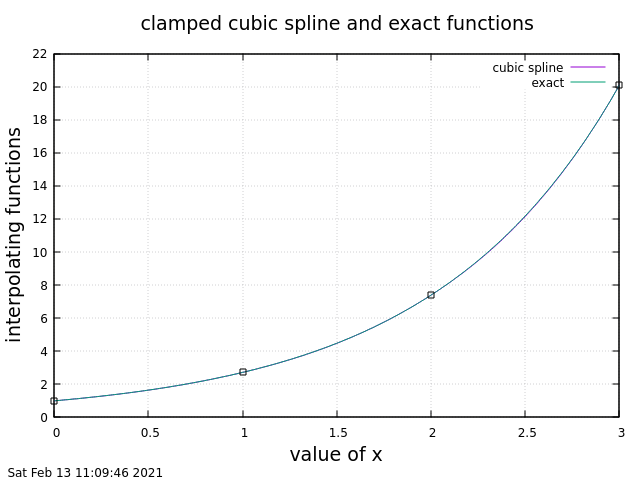 clamped cubic spline and exact functions
22
20
18
16
14
12
10
8
6
4
2
0
interpolating functions
cubic spline
exact
0 0.5 1 1.5 2 2.5 3
value of x
Sat Feb 13 11:09:46 2021